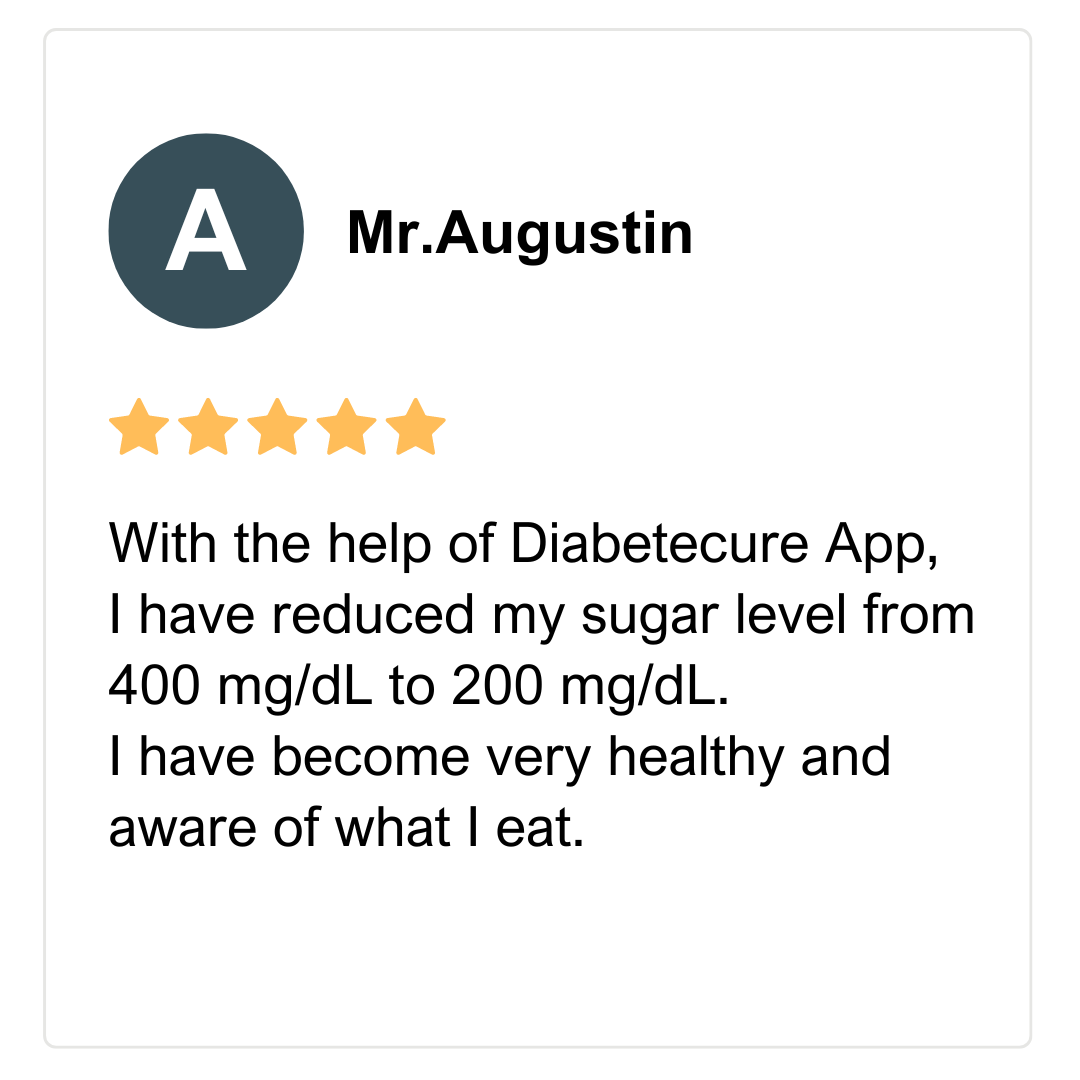 A
Mr.Augustin
With the help of Diabetecure App,
I have reduced my sugar level from
400 mg/dL to 200 mg/dL.
I have become very healthy and
aware of what I eat.